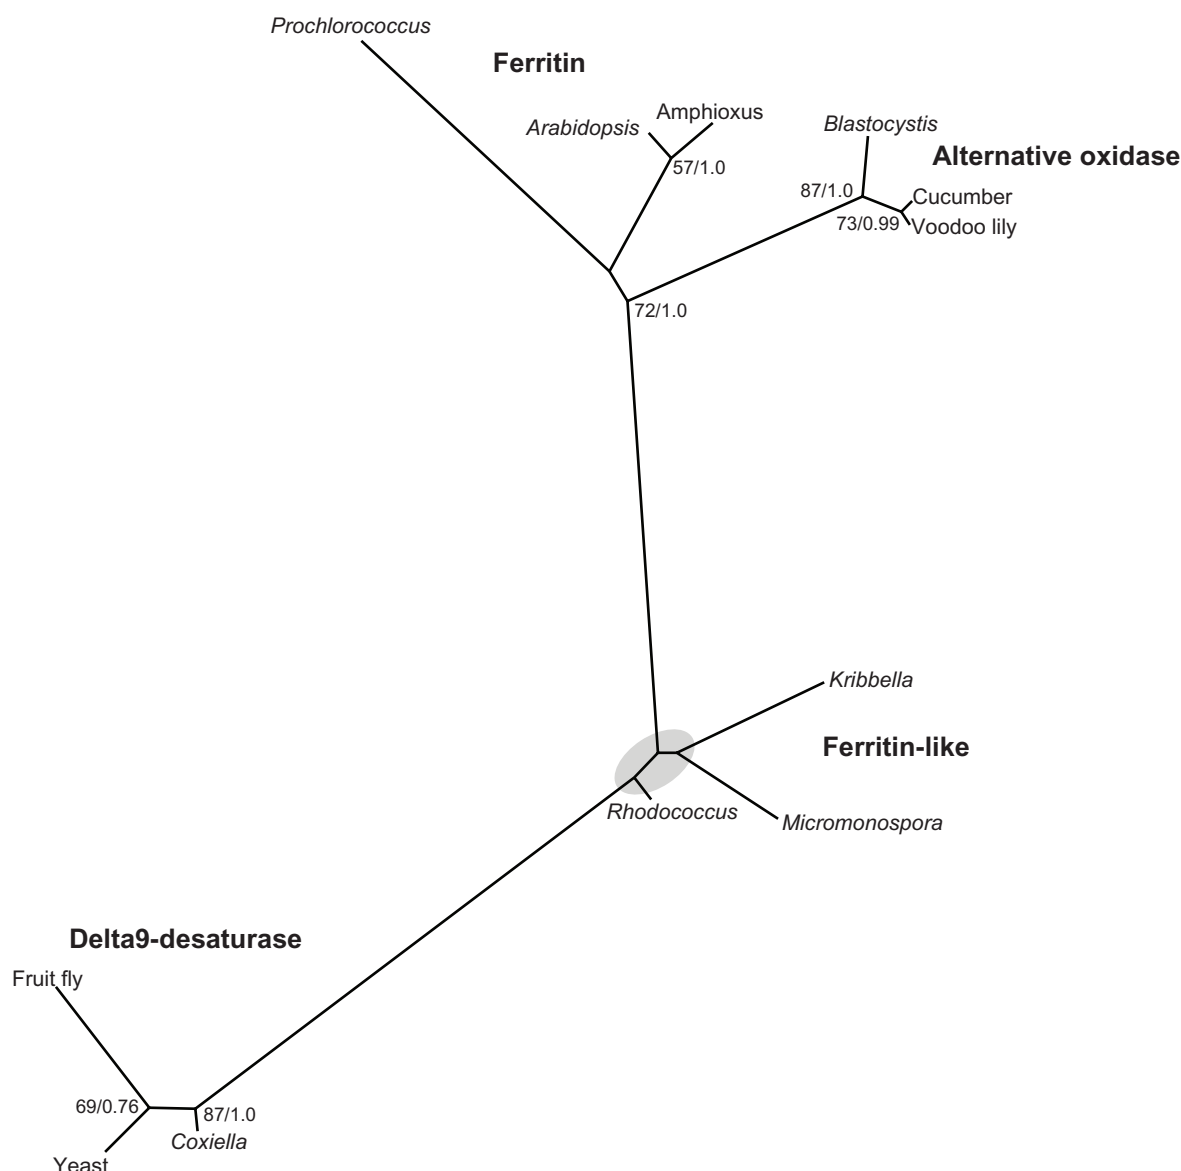 Prochlorococcus
Ferritin
Amphioxus
Arabidopsis
Blastocystis
Alternative oxidase
57/1.0
87/1.0
Cucumber
73/0.99
Voodoo lily
72/1.0
Kribbella
Ferritin-like
Rhodococcus
Micromonospora
Delta9-desaturase
Fruit fly
69/0.76
87/1.0
Coxiella
Yeast